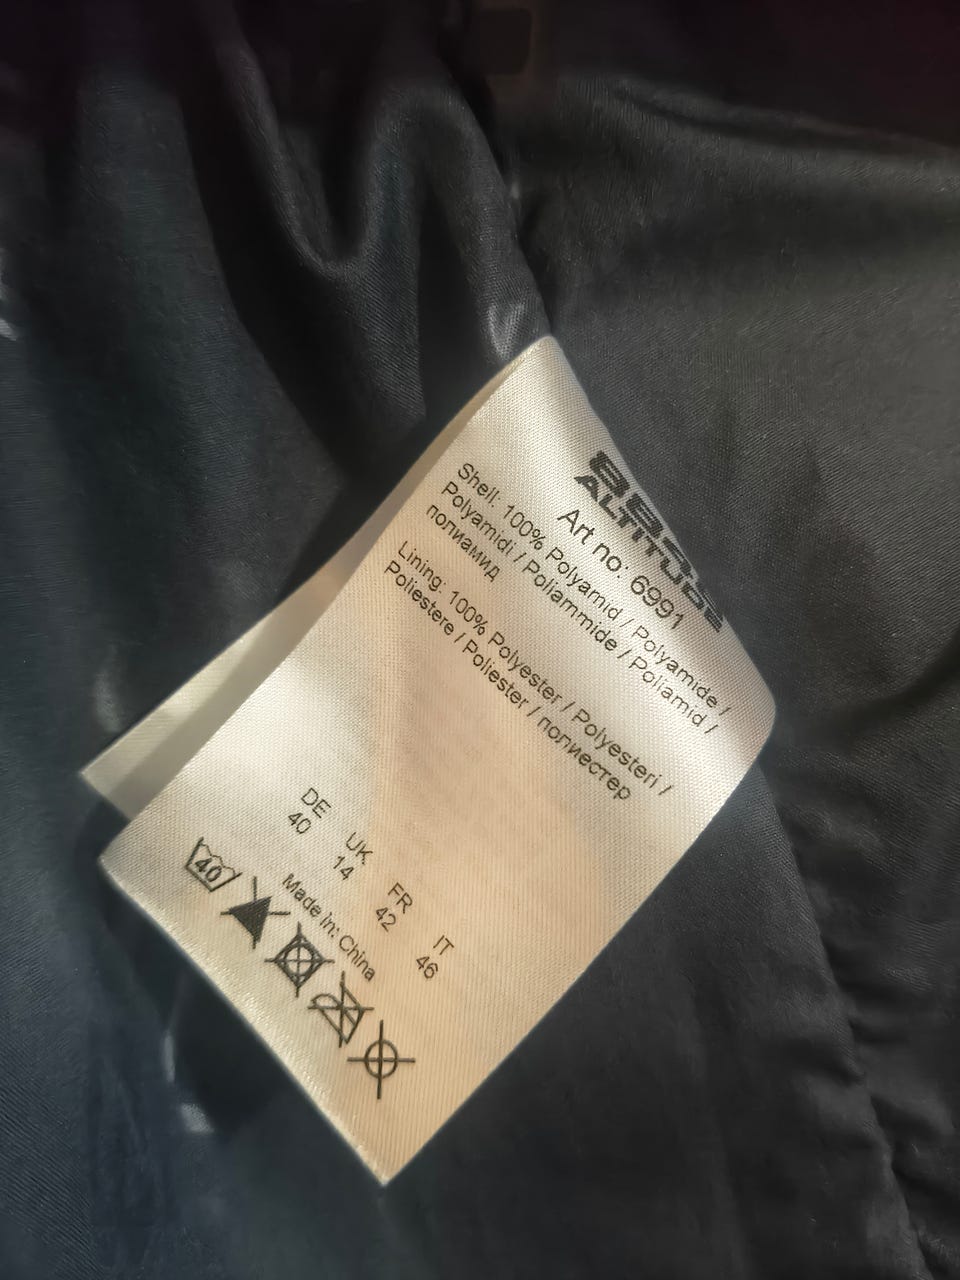 8848
ALTITUDE
Art no: 6991
Shell: 100% Polyamid / Polyamide /
Polyamidi / Poliammide / Poliamid /
полиамид
Lining: 100% Polyester / Polyesteri /
Poliestere / Poliester / полиестер
DE UK FR IT
40 14 42 46
Made in: China
40